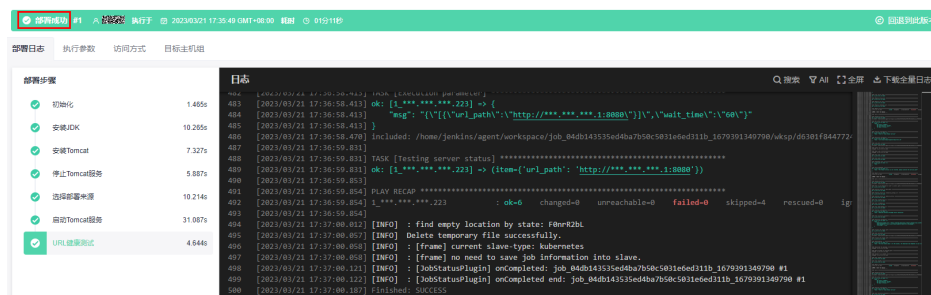 部署成功 #1 执行于 2023/03/21 17:35:49 GMT+08:00 耗时 01分11秒 回退到此版本
部署日志 执行参数 访问方式 目标主机组
部署步骤
初始化 1.465s
安装JDK 10.265s
安装Tomcat 7.327s
停止Tomcat服务 5.887s
选择部署来源 10.214s
启动Tomcat服务 31.087s
URL健康测试 4.644s
日志 搜索 All 全屏 下载全量日志
482 [2023/03/21 17:36:58.413] TASK [Execution parameter]
483 [2023/03/21 17:36:58.413] ok: [1_***.***.***.223] => {
484 [2023/03/21 17:36:58.413] "msg": "{\"[{\"url_path\":\"http://***.***.***.1:8080\"}]\",\"wait_time\":\"60\"}"
485 [2023/03/21 17:36:58.413] }
486 [2023/03/21 17:36:58.470] included: /home/jenkins/agent/workspace/job_04db143535ed4ba7b50c5031e6ed311b_1679391349790/wksp/d6301f844772
487 [2023/03/21 17:36:59.831]
488 [2023/03/21 17:36:59.831] TASK [Testing server status] **************************************************
489 [2023/03/21 17:36:59.831] ok: [1_***.***.***.223] => (item={'url_path': 'http://***.***.***.1:8080'})
490 [2023/03/21 17:36:59.853]
491 [2023/03/21 17:36:59.854] PLAY RECAP *********************************************************************
492 [2023/03/21 17:36:59.854] 1_***.***.***.223 : ok=6 changed=0 unreachable=0 failed=0 skipped=4 rescued=0 ign
493 [2023/03/21 17:36:59.854]
494 [2023/03/21 17:37:00.012] [INFO] : find empty location by state: F0nrR2bL
495 [2023/03/21 17:37:00.058] [INFO] Delete temporary file successfully.
496 [2023/03/21 17:37:00.058] [INFO] : [frame] current slave-type: kubernetes
497 [2023/03/21 17:37:00.058] [INFO] : [frame] no need to save job information into slave.
498 [2023/03/21 17:37:00.121] [INFO] : [JobStatusPlugin] onCompleted: job_04db143535ed4ba7b50c5031e6ed311b_1679391349790 #1
499 [2023/03/21 17:37:00.122] [INFO] : [JobStatusPlugin] onCompleted end: job_04db143535ed4ba7b50c5031e6ed311b_1679391349790 #1
500 [2023/03/21 17:37:00.187] Finished: SUCCESS